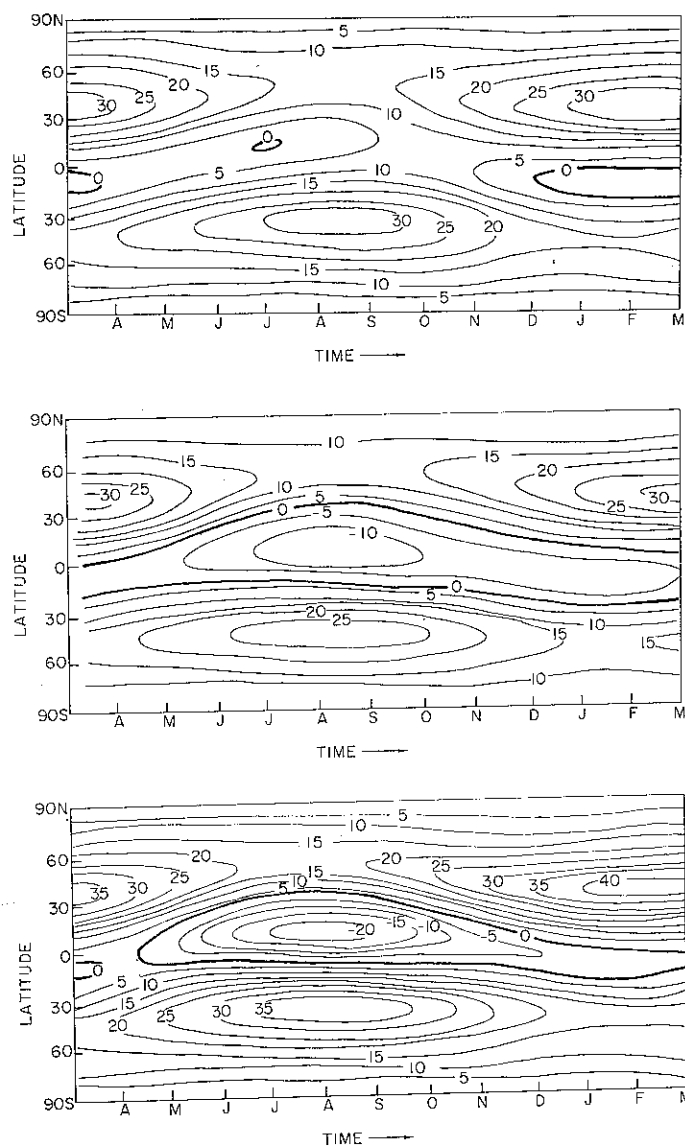 90N 5
10
60 15 15 20
20 25
25 30
30 30
30 10
LATITUDE
0
0 0 5 10 5 0
15
30 30 25 20
60 15
10
90S 5
A M J J A S O N D J F M
TIME
90N
10
60 15 15
20
25 30
30 25
30 10
0 5
-5
LATITUDE
10
0
0
5
30 20 10
25 15 15
60 10
90S
A M J J A S O N D J F M
TIME
90N 5
10
15
60 20 20 25
15 30 35 40
35 30 25 10
5
30
-20 -15 -10 -5 0
LATITUDE
0
0
5 10
15
30 20 25 30 35
60 15
10
90S 5
A M J J A S O N D J F M
TIME